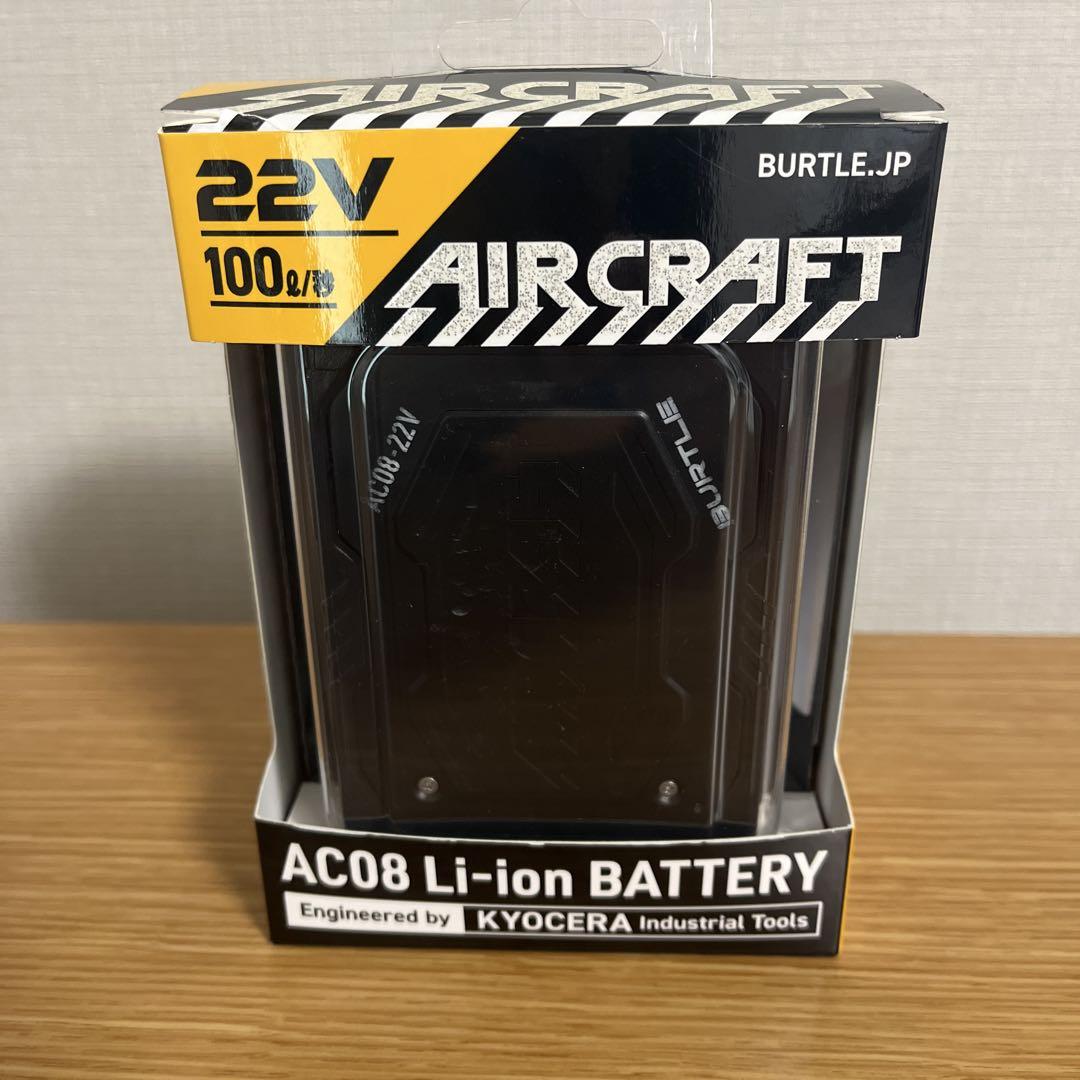 AIRCRAFT
22V
100ℓ/秒
BURTLE.JP
AIRCRAFT
AC08-22V
BURTLE
AC08 Li-ion BATTERY
Engineered by KYOCERA Industrial Tools